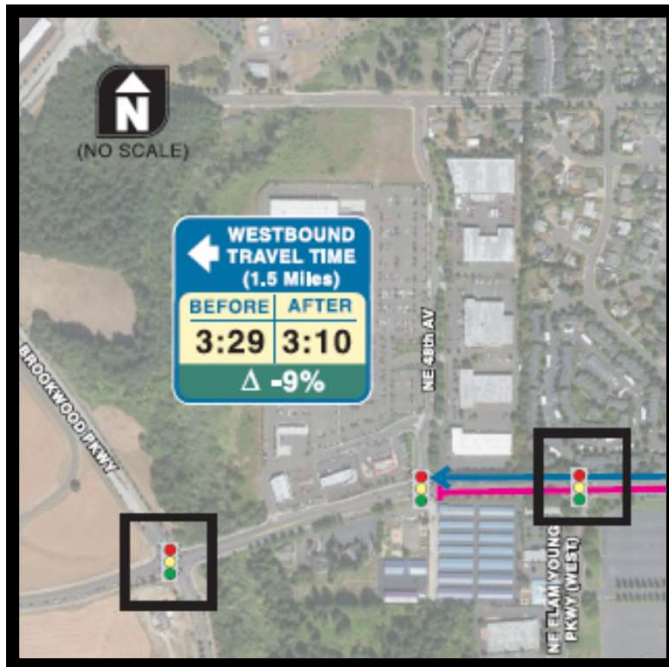 N
(NO SCALE)
WESTBOUND
TRAVEL TIME
(1.5 Miles)
BEFORE AFTER
3:29 3:10
Δ -9%
NE 48th AV
BROOKWOOD PKWY
NE ELAM YOUNG
PKWY (WEST)